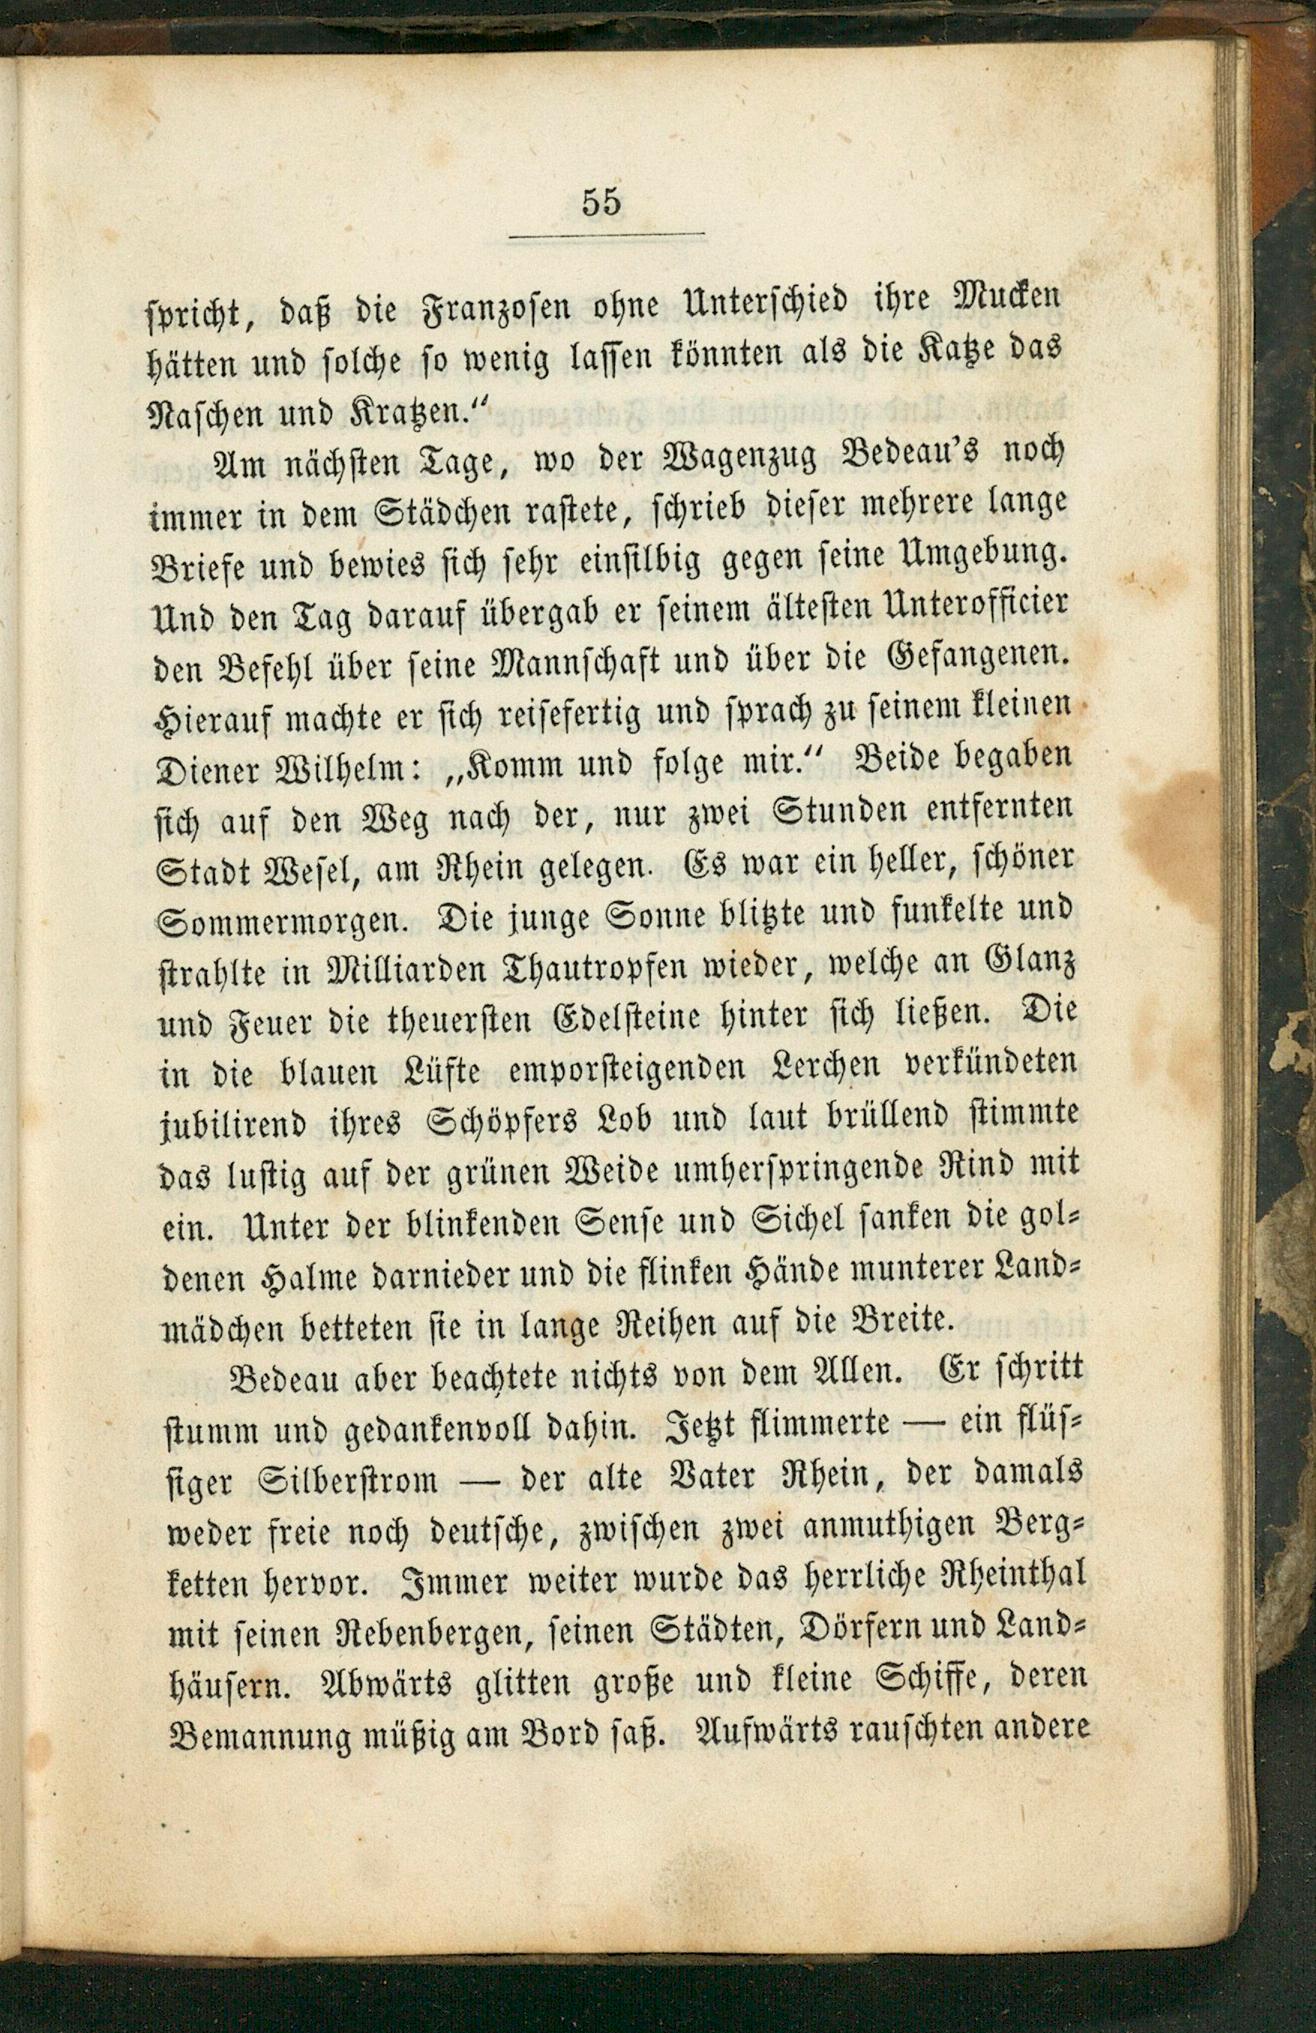 55
spricht, daß die Franzosen ohne Unterschied ihre Mucken
hätten und solche so wenig lassen könnten als die Katze das
Naschen und Kratzen.“
Am nächsten Tage, wo der Wagenzug Bedeau's noch
immer in dem Städchen rastete, schrieb dieser mehrere lange
Briefe und bewies sich sehr einsilbig gegen seine Umgebung.
Und den Tag darauf übergab er seinem ältesten Unterofficier
den Befehl über seine Mannschaft und über die Gefangenen.
Hierauf machte er sich reisefertig und sprach zu seinem kleinen
Diener Wilhelm: „Komm und folge mir.“ Beide begaben
sich auf den Weg nach der, nur zwei Stunden entfernten
Stadt Wesel, am Rhein gelegen. Es war ein heller, schöner
Sommermorgen. Die junge Sonne blitzte und funkelte und
strahlte in Milliarden Thautropfen wieder, welche an Glanz
und Feuer die theuersten Edelsteine hinter sich ließen. Die
in die blauen Lüfte emporsteigenden Lerchen verkündeten
jubilirend ihres Schöpfers Lob und laut brüllend stimmte
das lustig auf der grünen Weide umherspringende Rind mit
ein. Unter der blinkenden Sense und Sichel sanken die gol-
denen Halme darnieder und die flinken Hände munterer Land-
mädchen betteten sie in lange Reihen auf die Breite.
Bedeau aber beachtete nichts von dem Allen. Er schritt
stumm und gedankenvoll dahin. Jetzt flimmerte — ein flüs-
siger Silberstrom — der alte Vater Rhein, der damals
weder freie noch deutsche, zwischen zwei anmuthigen Berg-
ketten hervor. Immer weiter wurde das herrliche Rheinthal
mit seinen Rebenbergen, seinen Städten, Dörfern und Land-
häusern. Abwärts glitten große und kleine Schiffe, deren
Bemannung müßig am Bord saß. Aufwärts rauschten andere